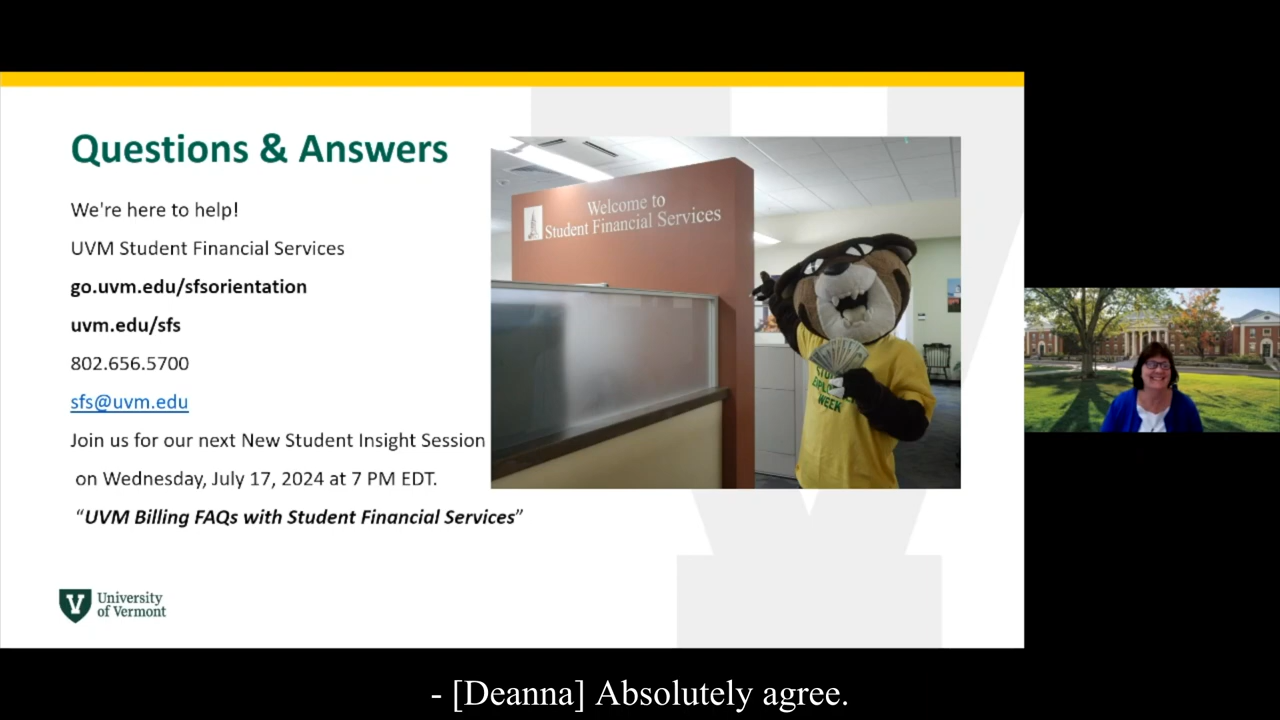 Questions & Answers
We're here to help!
UVM Student Financial Services
go.uvm.edu/sfsorientation
uvm.edu/sfs
802.656.5700
sfs@uvm.edu
Join us for our next New Student Insight Session
on Wednesday, July 17, 2024 at 7 PM EDT.
“UVM Billing FAQs with Student Financial Services”
Welcome to
Student Financial Services
WEEK
V University
of Vermont
- [Deanna] Absolutely agree.